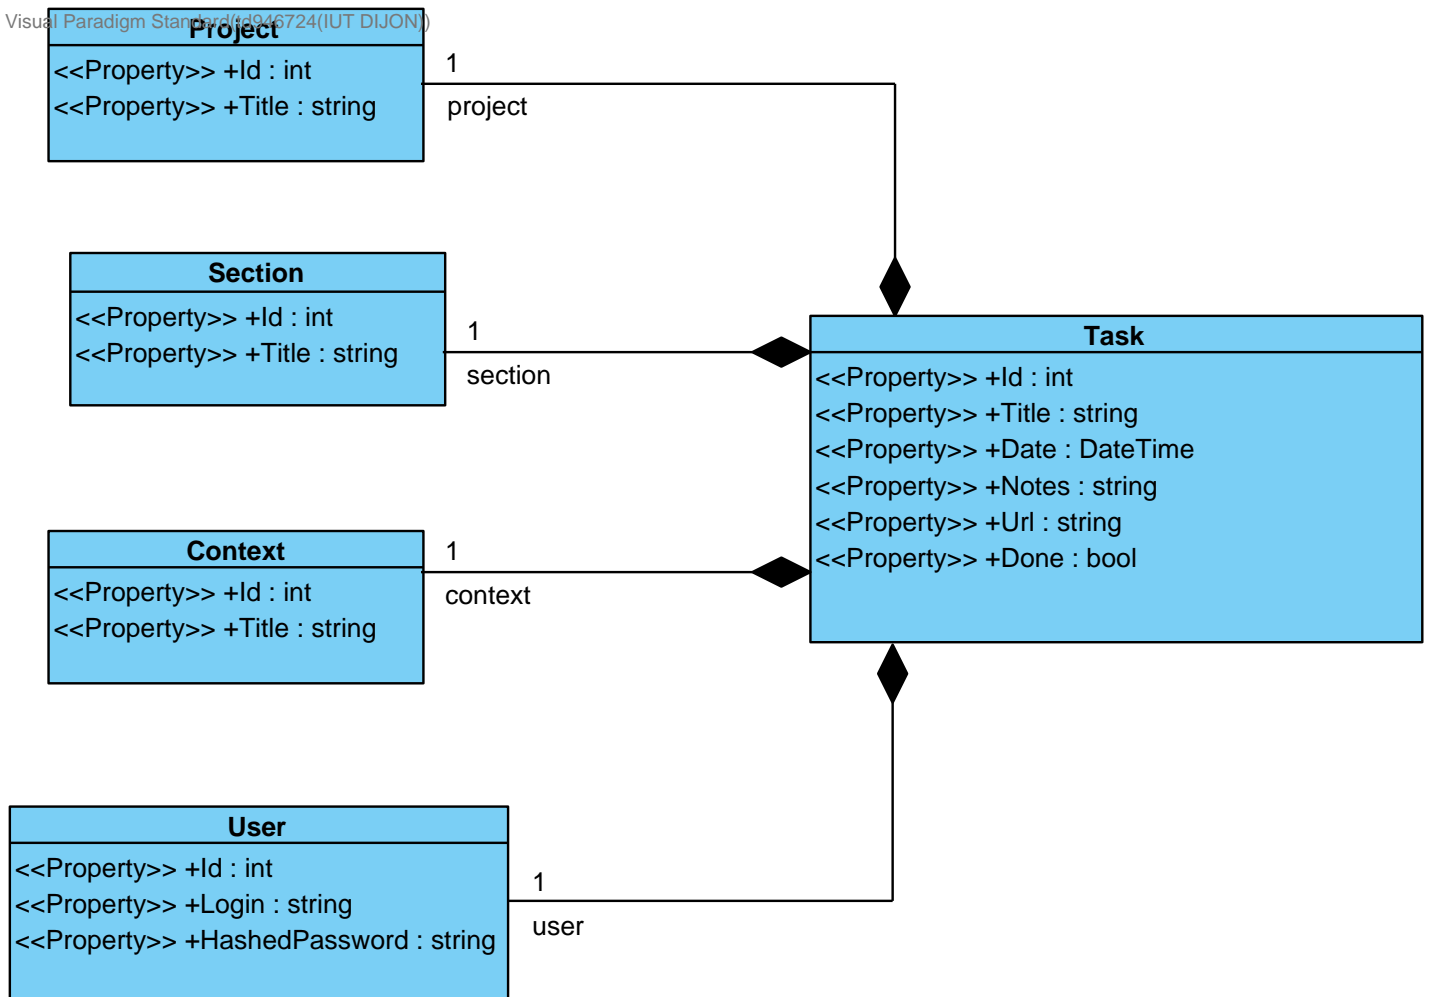 Visual Paradigm Standard(td946724(IUT DIJON))
Project
<<Property>> +Id : int
<<Property>> +Title : string
1
project
Section
<<Property>> +Id : int
<<Property>> +Title : string
1
section
Task
<<Property>> +Id : int
<<Property>> +Title : string
<<Property>> +Date : DateTime
<<Property>> +Notes : string
<<Property>> +Url : string
<<Property>> +Done : bool
Context
<<Property>> +Id : int
<<Property>> +Title : string
1
context
User
<<Property>> +Id : int
<<Property>> +Login : string
<<Property>> +HashedPassword : string
1
user